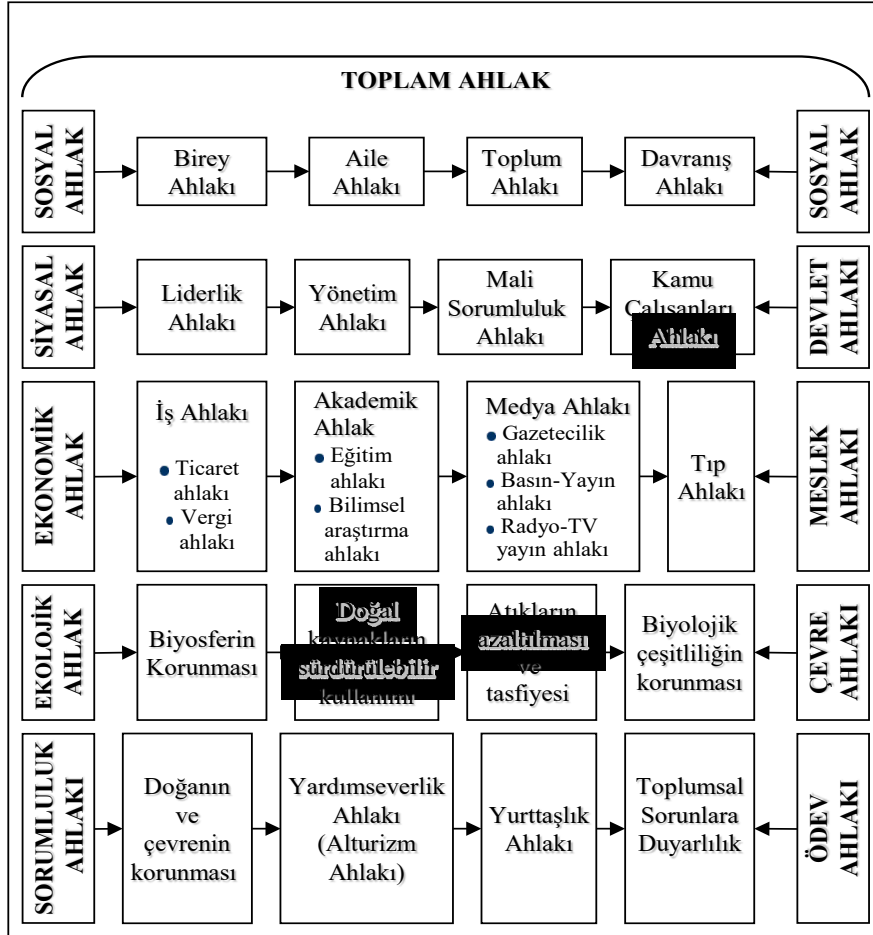 TOPLAM AHLAK
SOSYAL
AHLAK
Birey
Ahlakı
Aile
Ahlakı
Toplum
Ahlakı
Davranış
Ahlakı
SOSYAL
AHLAK
SİYASAL
AHLAK
Liderlik
Ahlakı
Yönetim
Ahlakı
Mali
Sorumluluk
Ahlakı
Kamu
Çalışanları
Ahlakı
DEVLET
AHLAKI
EKONOMİK
AHLAK
İş Ahlakı
• Ticaret
ahlakı
• Vergi
ahlakı
Akademik
Ahlak
• Eğitim
ahlakı
• Bilimsel
araştırma
ahlakı
Medya Ahlakı
• Gazetecilik
ahlakı
• Basın-Yayın
ahlakı
• Radyo-TV
yayın ahlakı
Tıp
Ahlakı
MESLEK
AHLAKI
EKOLOJİK
AHLAK
Biyosferin
Korunması
Doğal
kaynakların
sürdürülebilir
kullanımı
Atıkların
azaltılması
ve
tasfiyesi
Biyolojik
çeşitliliğin
korunması
ÇEVRE
AHLAKI
SORUMLULUK
AHLAKI
Doğanın
ve
çevrenin
korunması
Yardımseverlik
Ahlakı
(Alturizm
Ahlakı)
Yurttaşlık
Ahlakı
Toplumsal
Sorunlara
Duyarlılık
ÖDEV
AHLAKI